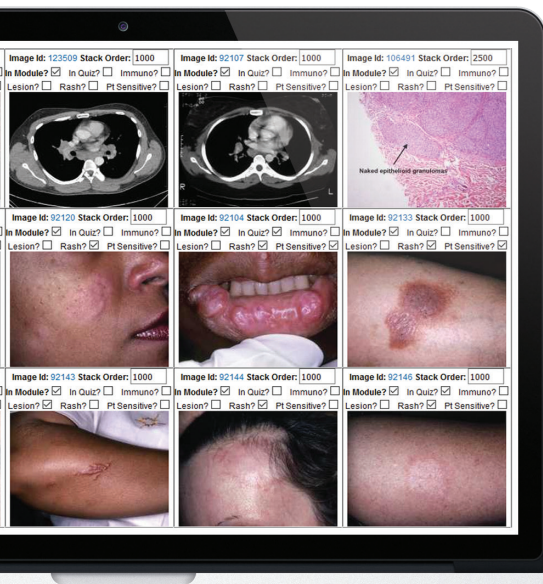 Image Id: 123509 Stack Order: 1000
Image Id: 92107 Stack Order: 1000
Image Id: 106491 Stack Order: 2500
In Module? In Quiz? Immuno?
In Module? In Quiz? Immuno?
In Module? In Quiz? Immuno?
Lesion? Rash? Pt Sensitive?
Lesion? Rash? Pt Sensitive?
Lesion? Rash? Pt Sensitive?
R
L
Naked epithelioid granulomas
Image Id: 92120 Stack Order: 1000
Image Id: 92104 Stack Order: 1000
Image Id: 92133 Stack Order: 1000
In Module? In Quiz? Immuno?
In Module? In Quiz? Immuno?
In Module? In Quiz? Immuno?
Lesion? Rash? Pt Sensitive?
Lesion? Rash? Pt Sensitive?
Lesion? Rash? Pt Sensitive?
Image Id: 92143 Stack Order: 1000
Image Id: 92144 Stack Order: 1000
Image Id: 92146 Stack Order: 1000
In Module? In Quiz? Immuno?
In Module? In Quiz? Immuno?
In Module? In Quiz? Immuno?
Lesion? Rash? Pt Sensitive?
Lesion? Rash? Pt Sensitive?
Lesion? Rash? Pt Sensitive?